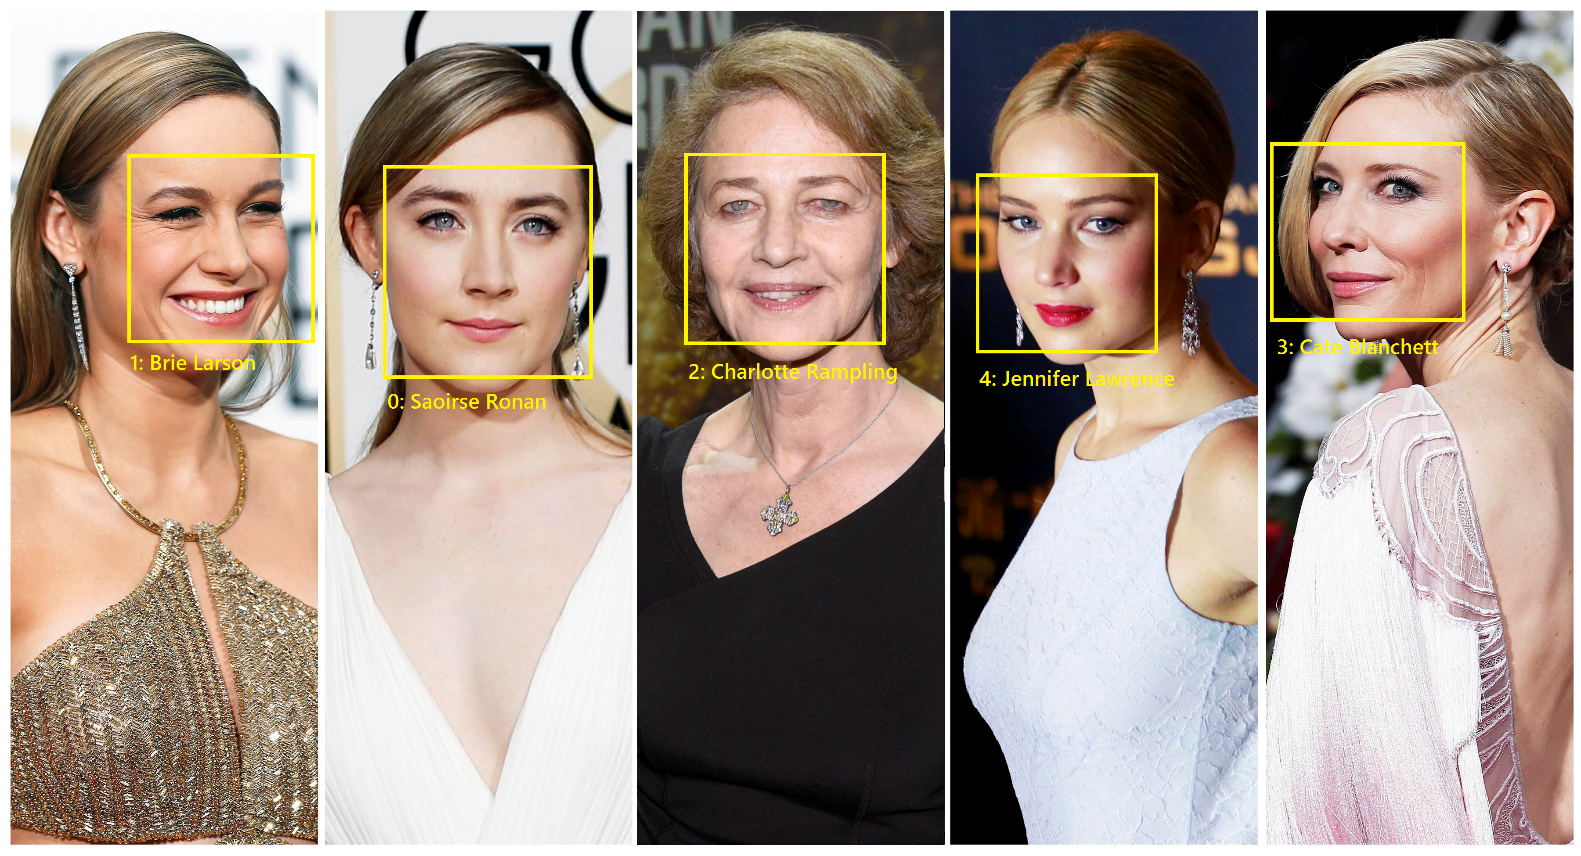 1: Brie Larson
0: Saoirse Ronan
2: Charlotte Rampling
4: Jennifer Lawrence
3: Cate Blanchett